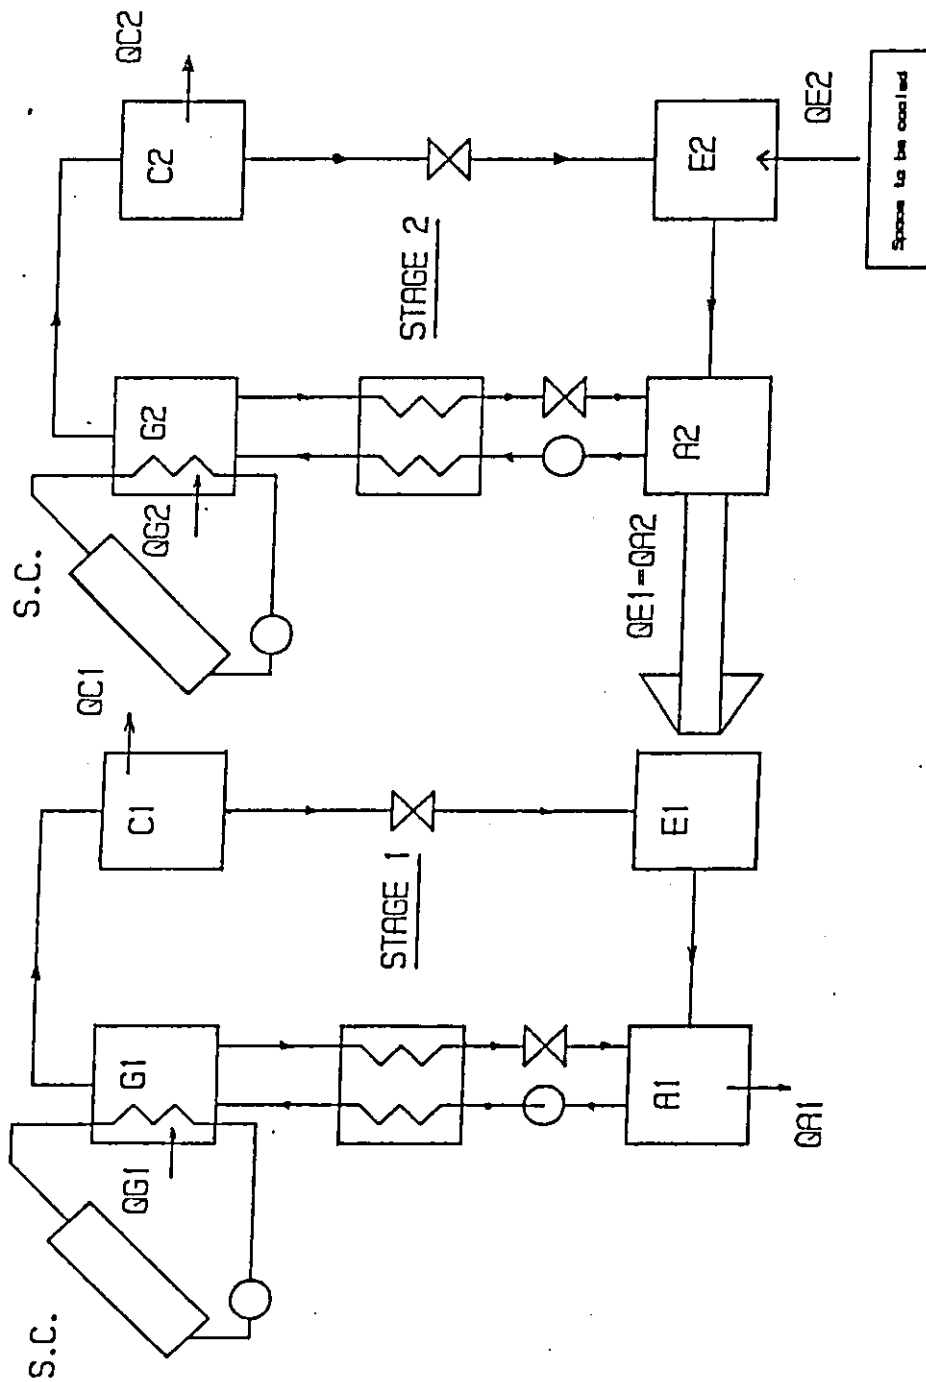 S.C.
QG1
G1
C1
QC1
STAGE 1
A1
QA1
E1
S.C.
QG2
G2
C2
QC2
STAGE 2
QE1=QA2
A2
E2
QE2
Space to be cooled